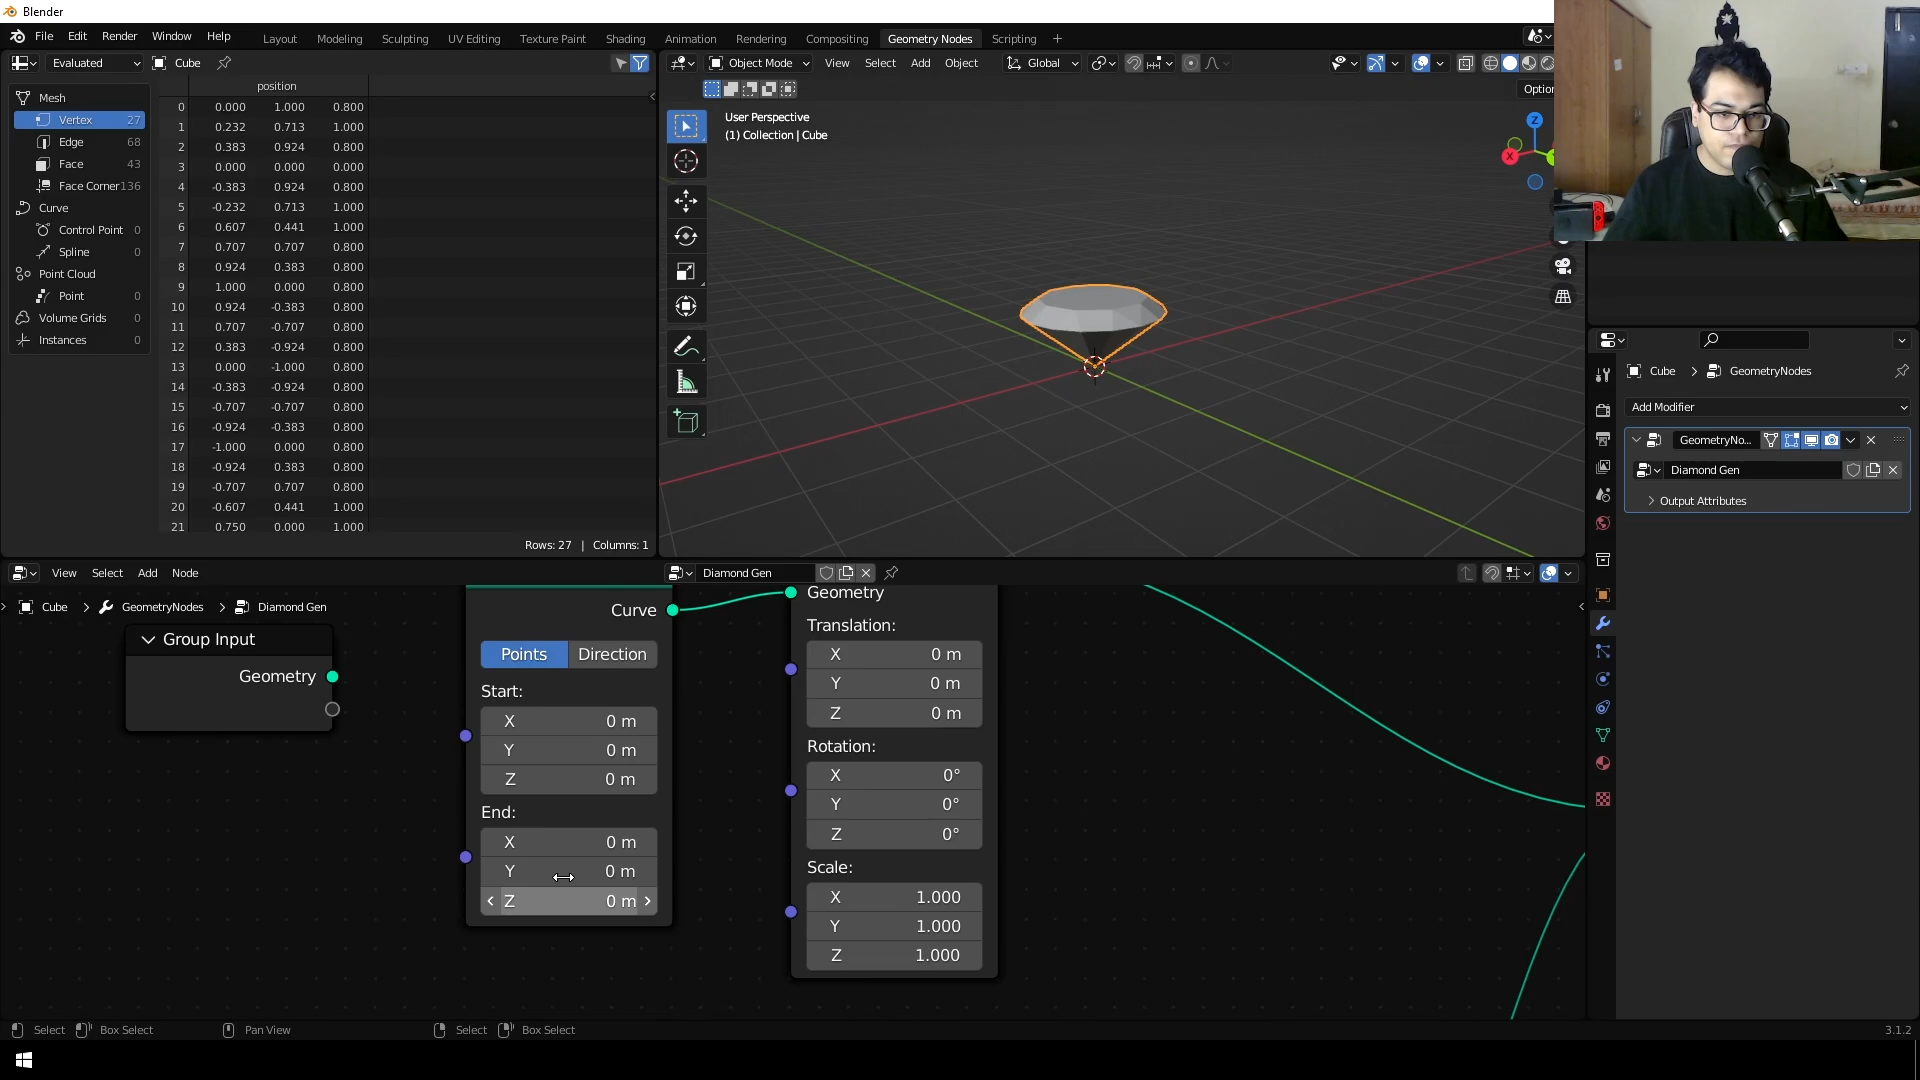 Blender
File Edit Render Window Help Layout Modeling Sculpting UV Editing Texture Paint Shading Animation Rendering Compositing Geometry Nodes Scripting +
Evaluated Cube
Object Mode View Select Add Object Global
Options
position
Mesh
Vertex 27
Edge 68
Face 43
Face Corner 136
Curve
Control Point 0
Spline 0
Point Cloud
Point 0
Volume Grids 0
Instances 0
0 0.000 1.000 0.800
1 0.232 0.713 1.000
2 0.383 0.924 0.800
3 0.000 0.000 0.000
4 -0.383 0.924 0.800
5 -0.232 0.713 1.000
6 0.607 0.441 1.000
7 0.707 0.707 0.800
8 0.924 0.383 0.800
9 1.000 0.000 0.800
10 0.924 -0.383 0.800
11 0.707 -0.707 0.800
12 0.383 -0.924 0.800
13 0.000 -1.000 0.800
14 -0.383 -0.924 0.800
15 -0.707 -0.707 0.800
16 -0.924 -0.383 0.800
17 -1.000 0.000 0.800
18 -0.924 0.383 0.800
19 -0.707 0.707 0.800
20 -0.607 0.441 1.000
21 0.750 0.000 1.000
Rows: 27 | Columns: 1
User Perspective
(1) Collection | Cube
Z
X
Cube > GeometryNodes
Add Modifier
GeometryNo...
Diamond Gen
Output Attributes
View Select Add Node
Diamond Gen
Cube > GeometryNodes > Diamond Gen
Group Input
Geometry
Curve
Points Direction
Start:
X 0 m
Y 0 m
Z 0 m
End:
X 0 m
Y 0 m
Z 0 m
Geometry
Translation:
X 0 m
Y 0 m
Z 0 m
Rotation:
X 0°
Y 0°
Z 0°
Scale:
X 1.000
Y 1.000
Z 1.000
Select Box Select Pan View Select Box Select 3.1.2